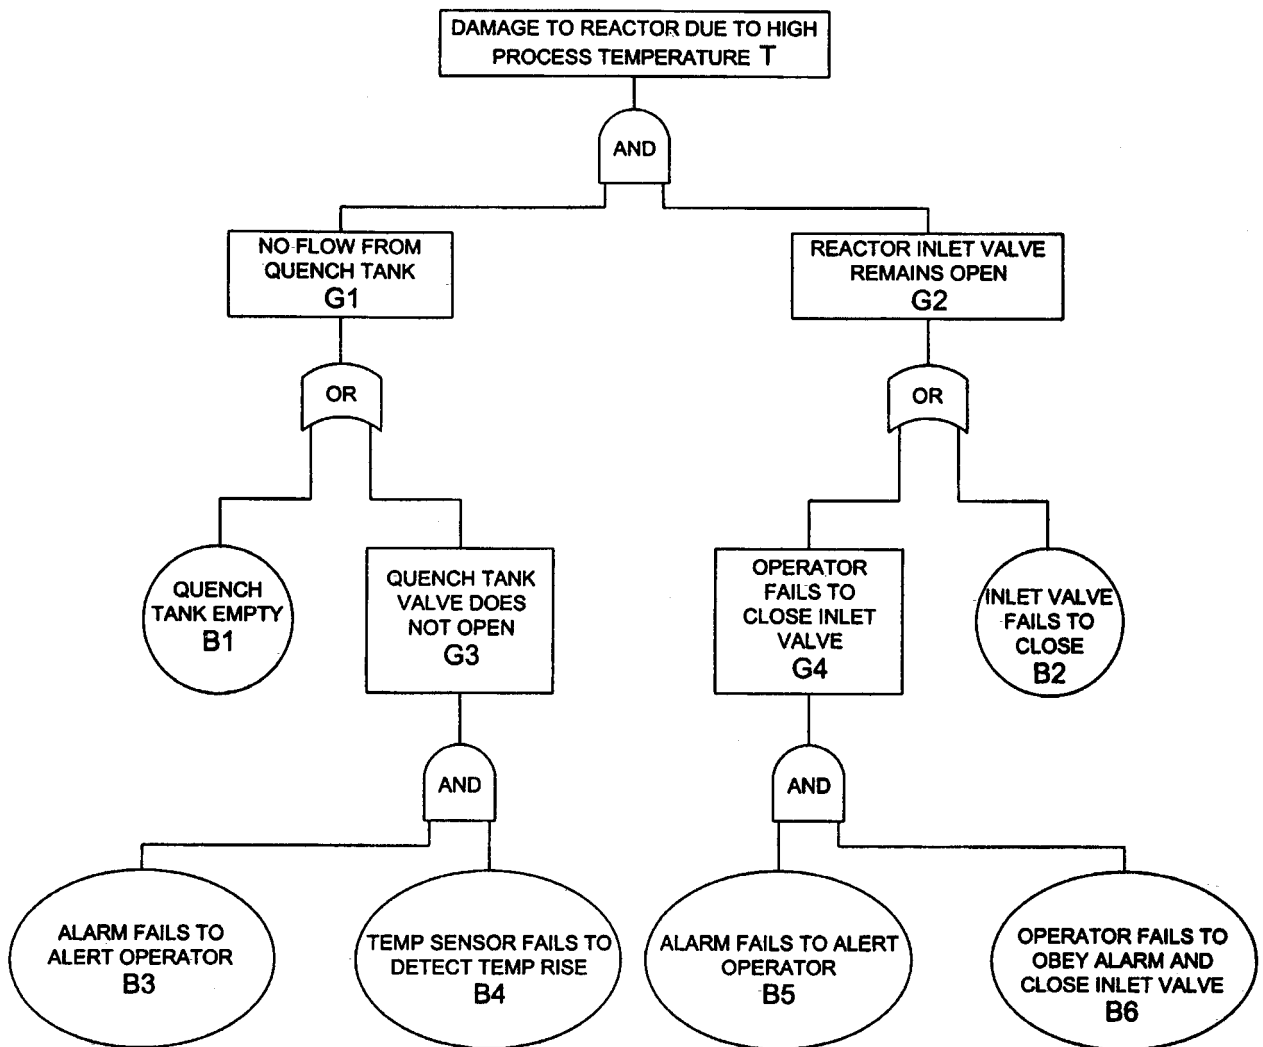 DAMAGE TO REACTOR DUE TO HIGH
PROCESS TEMPERATURE T
AND
NO FLOW FROM
QUENCH TANK
G1
REACTOR INLET VALVE
REMAINS OPEN
G2
OR
OR
QUENCH
TANK EMPTY
B1
QUENCH TANK
VALVE DOES
NOT OPEN
G3
OPERATOR
FAILS TO
CLOSE INLET
VALVE
G4
INLET VALVE
FAILS TO
CLOSE
B2
AND
AND
ALARM FAILS TO
ALERT OPERATOR
B3
TEMP SENSOR FAILS TO
DETECT TEMP RISE
B4
ALARM FAILS TO ALERT
OPERATOR
B5
OPERATOR FAILS TO
OBEY ALARM AND
CLOSE INLET VALVE
B6